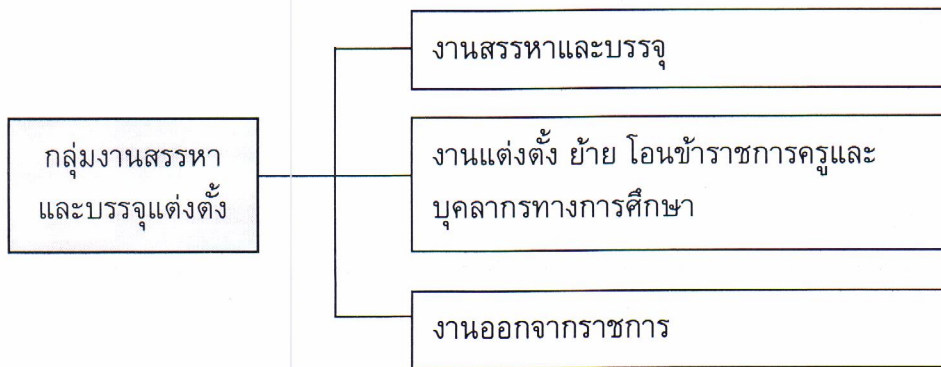 กลุ่มงานสรรหา
และบรรจุแต่งตั้ง
งานสรรหาและบรรจุ
งานแต่งตั้ง ย้าย โอนข้าราชการครูและ
บุคลากรทางการศึกษา
งานออกจากราชการ